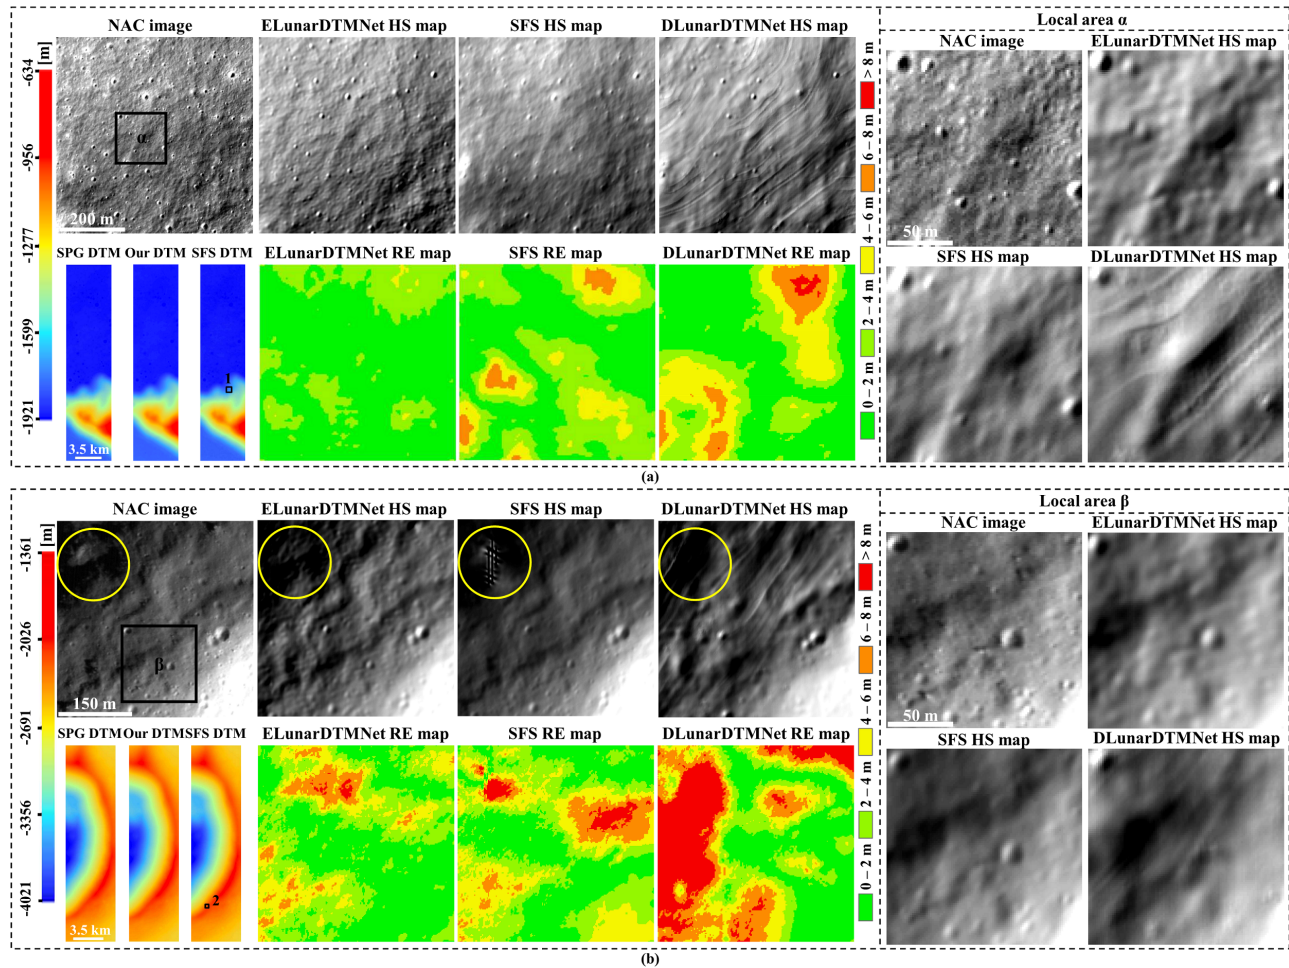 NAC image
ELunarDTMNet HS map
SFS HS map
DLunarDTMNet HS map
[m]
-634
-956
-1277
-1599
-1921
α
200 m
> 8 m
6 – 8 m
4 – 6 m
2 – 4 m
0 – 2 m
SPG DTM
Our DTM
SFS DTM
1
3.5 km
ELunarDTMNet RE map
SFS RE map
DLunarDTMNet RE map
Local area α
NAC image
ELunarDTMNet HS map
50 m
SFS HS map
DLunarDTMNet HS map
(a)
NAC image
ELunarDTMNet HS map
SFS HS map
DLunarDTMNet HS map
[m]
-1361
-2026
-2691
-3356
-4021
β
150 m
> 8 m
6 – 8 m
4 – 6 m
2 – 4 m
0 – 2 m
SPG DTM
Our DTM
SFS DTM
2
3.5 km
ELunarDTMNet RE map
SFS RE map
DLunarDTMNet RE map
Local area β
NAC image
ELunarDTMNet HS map
50 m
SFS HS map
DLunarDTMNet HS map
(b)